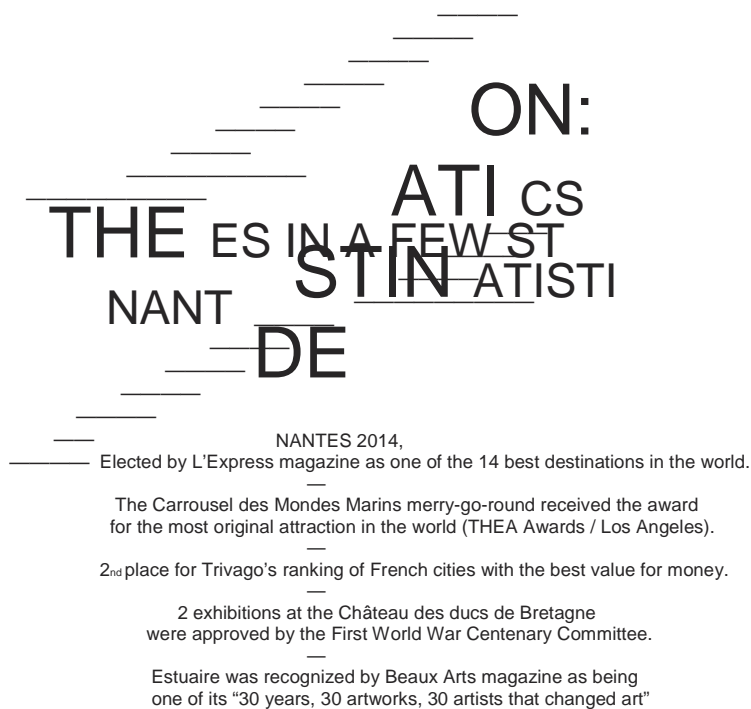 ON:
ATI CS
THE ES IN A FEW ST
STIN ATISTI
NANT
DE
NANTES 2014,
Elected by L’Express magazine as one of the 14 best destinations in the world.
—
The Carrousel des Mondes Marins merry-go-round received the award
for the most original attraction in the world (THEA Awards / Los Angeles).
—
2nd place for Trivago’s ranking of French cities with the best value for money.
—
2 exhibitions at the Château des ducs de Bretagne
were approved by the First World War Centenary Committee.
—
Estuaire was recognized by Beaux Arts magazine as being
one of its “30 years, 30 artworks, 30 artists that changed art”